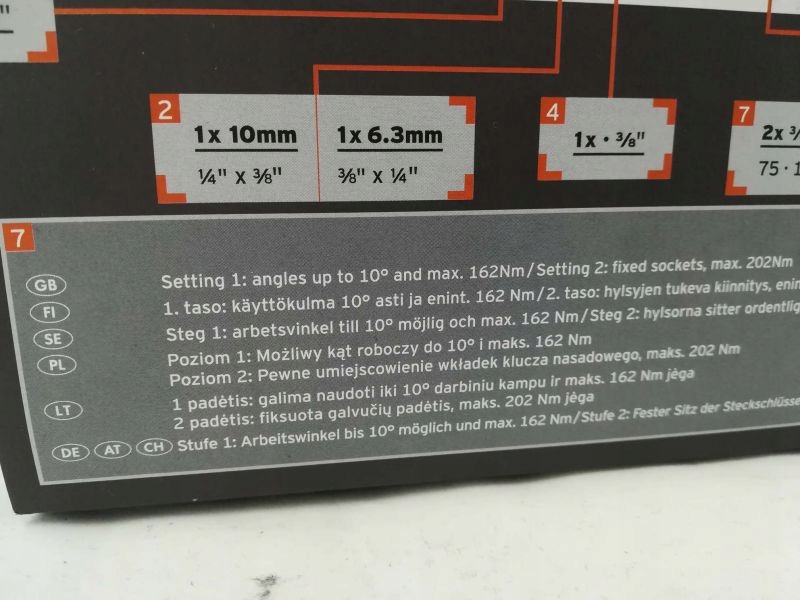 "
2
1x 10mm
1x 6.3mm
¼" x ⅜"
⅜" x ¼"
4
1x · ⅜"
7
2x
75 ·
7
GB Setting 1: angles up to 10° and max. 162Nm/Setting 2: fixed sockets, max. 202Nm
FI 1. taso: käyttökulma 10° asti ja enint. 162 Nm/2. taso: hylsyjen tukeva kiinnitys,
SE Steg 1: arbetsvinkel till 10° möjlig och max. 162 Nm/Steg 2: hylsorna sitter
PL Poziom 1: Możliwy kąt roboczy do 10° i maks. 162 Nm
Poziom 2: Pewne umiejscowienie wkładek klucza nasadowego, maks. 202 Nm
LT 1 padėtis: galima naudoti iki 10° darbiniu kampu ir maks. 162 Nm jėga
2 padėtis: fiksuota galvučių padėtis, maks. 202 Nm jėga
DE AT CH Stufe 1: Arbeitswinkel bis 10° möglich und max. 162 Nm/Stufe 2: Fester Sitz der